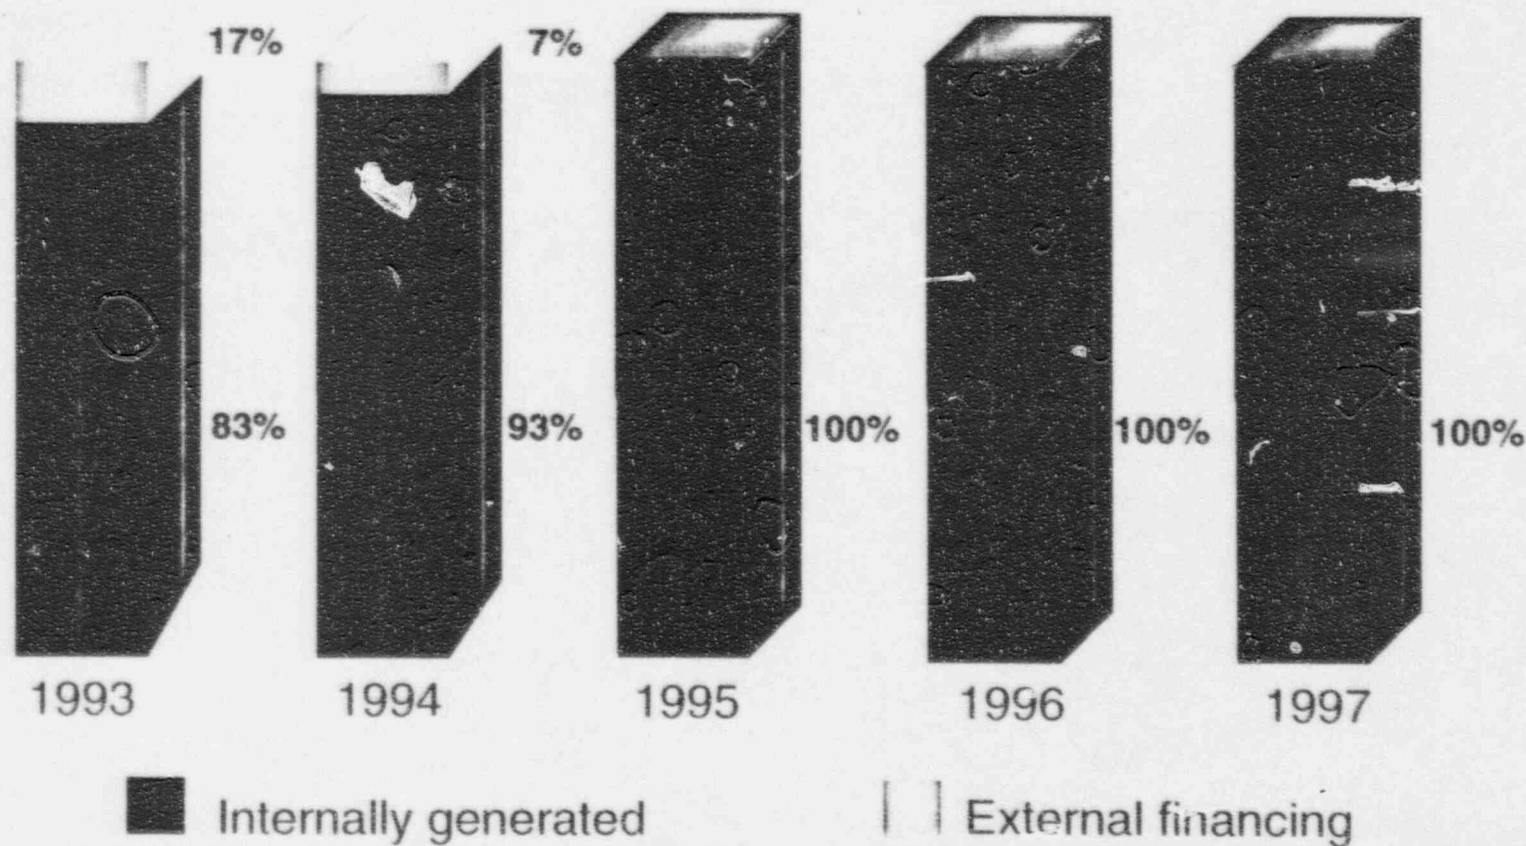 17% 7%
83% 93% 100% 100% 100%
1993 1994 1995 1996 1997
Internally generated External financing